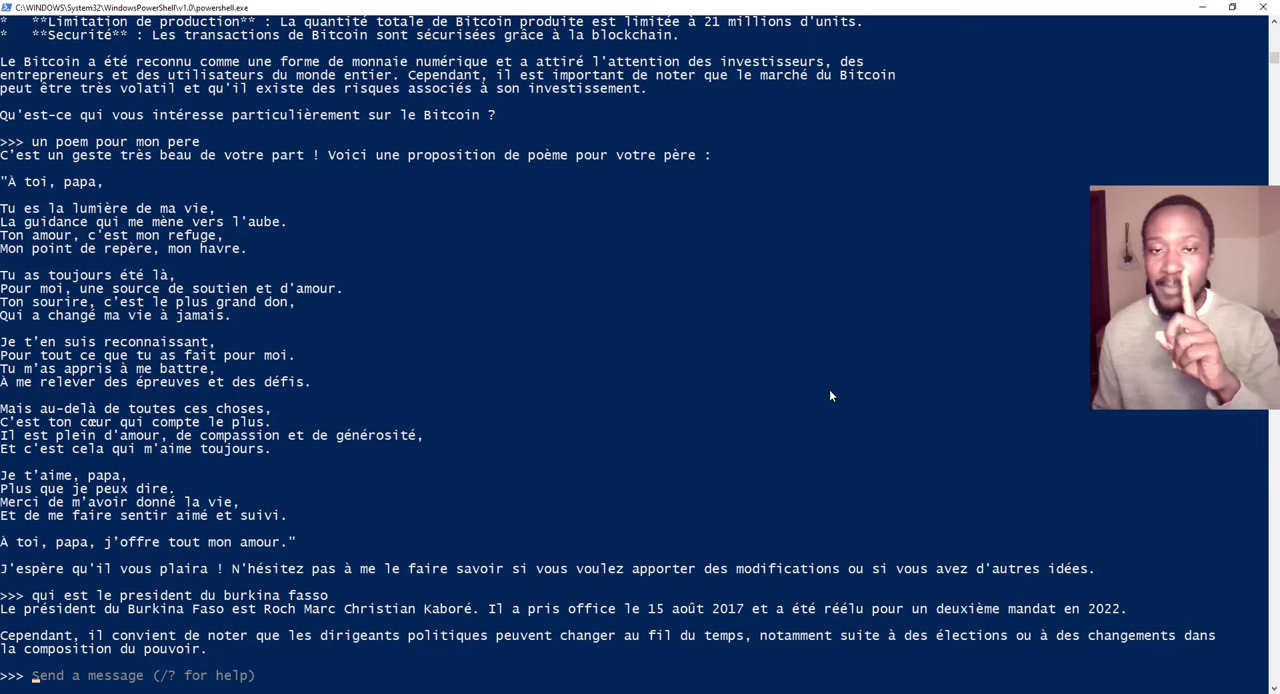 C:\WINDOWS\System32\WindowsPowerShell\v1.0\powershell.exe
*   **Limitation de production** : La quantité totale de Bitcoin produite est limitée à 21 millions d'units.
*   **Securité** : Les transactions de Bitcoin sont sécurisées grâce à la blockchain.
Le Bitcoin a été reconnu comme une forme de monnaie numérique et a attiré l'attention des investisseurs, des
entrepreneurs et des utilisateurs du monde entier. Cependant, il est important de noter que le marché du Bitcoin
peut être très volatil et qu'il existe des risques associés à son investissement.
Qu'est-ce qui vous intéresse particulièrement sur le Bitcoin ?
>>> un poem pour mon pere
C'est un geste très beau de votre part ! Voici une proposition de poème pour votre père :
"À toi, papa,
Tu es la lumière de ma vie,
La guidance qui me mène vers l'aube.
Ton amour, c'est mon refuge,
Mon point de repère, mon havre.
Tu as toujours été là,
Pour moi, une source de soutien et d'amour.
Ton sourire, c'est le plus grand don,
Qui a changé ma vie à jamais.
Je t'en suis reconnaissant,
Pour tout ce que tu as fait pour moi.
Tu m'as appris à me battre,
À me relever des épreuves et des défis.
Mais au-delà de toutes ces choses,
C'est ton cœur qui compte le plus.
Il est plein d'amour, de compassion et de générosité,
Et c'est cela qui m'aime toujours.
Je t'aime, papa,
Plus que je peux dire.
Merci de m'avoir donné la vie,
Et de me faire sentir aimé et suivi.
À toi, papa, j'offre tout mon amour."
J'espère qu'il vous plaira ! N'hésitez pas à me le faire savoir si vous voulez apporter des modifications ou si vous avez d'autres idées.
>>> qui est le president du burkina fasso
Le président du Burkina Faso est Roch Marc Christian Kaboré. Il a pris office le 15 août 2017 et a été réélu pour un deuxième mandat en 2022.
Cependant, il convient de noter que les dirigeants politiques peuvent changer au fil du temps, notamment suite à des élections ou à des changements dans
la composition du pouvoir.
>>> Send a message (/? for help)